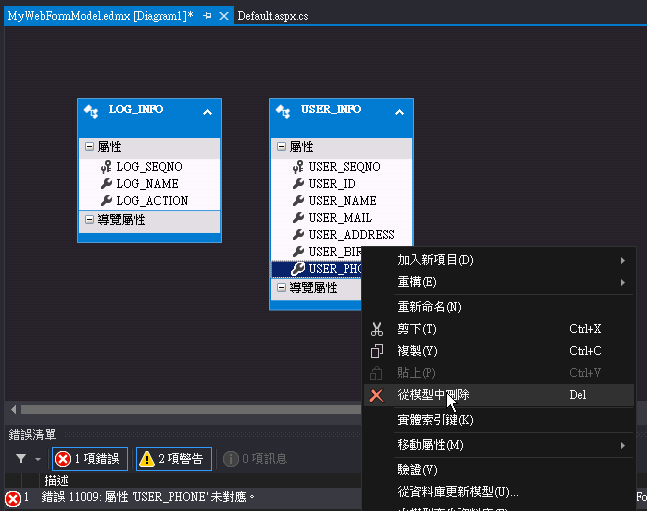 MyWebFormModel.edmx [Diagram1]*
Default.aspx.cs
LOG_INFO
屬性
LOG_SEQNO
LOG_NAME
LOG_ACTION
導覽屬性
USER_INFO
屬性
USER_SEQNO
USER_ID
USER_NAME
USER_MAIL
USER_ADDRESS
USER_BIR
USER_PHO
導覽屬性
加入新項目(D)
重構(E)
重新命名(N)
剪下(T) Ctrl+X
複製(Y) Ctrl+C
貼上(P) Ctrl+V
從模型中刪除 Del
實體索引鍵(K)
移動屬性(M)
驗證(V)
從資料庫更新模型(U)...
錯誤清單
1 項錯誤
2 項警告
0 項訊息
描述
1 錯誤 11009: 屬性 'USER_PHONE' 未對應。